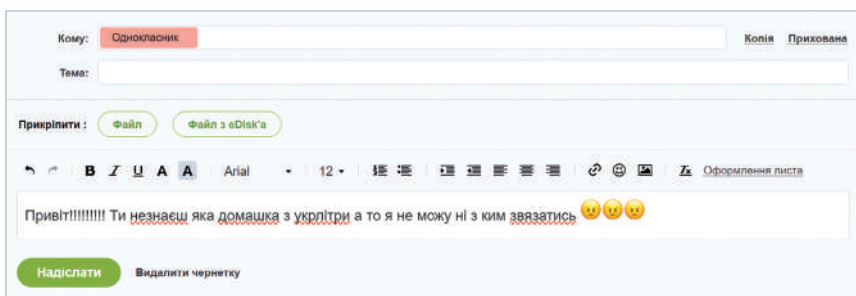 Кому: Однокласник Копія Прихована
Тема:
Прикріпити : Файл Файл з eDisk'а
B I U A A Arial 12 Tx Оформлення листа
Привіт!!!!!!!!! Ти незнаєш яка домашка з укрлітри а то я не можу ні з ким звязатись 😠😠😠
Надіслати Видалити чернетку